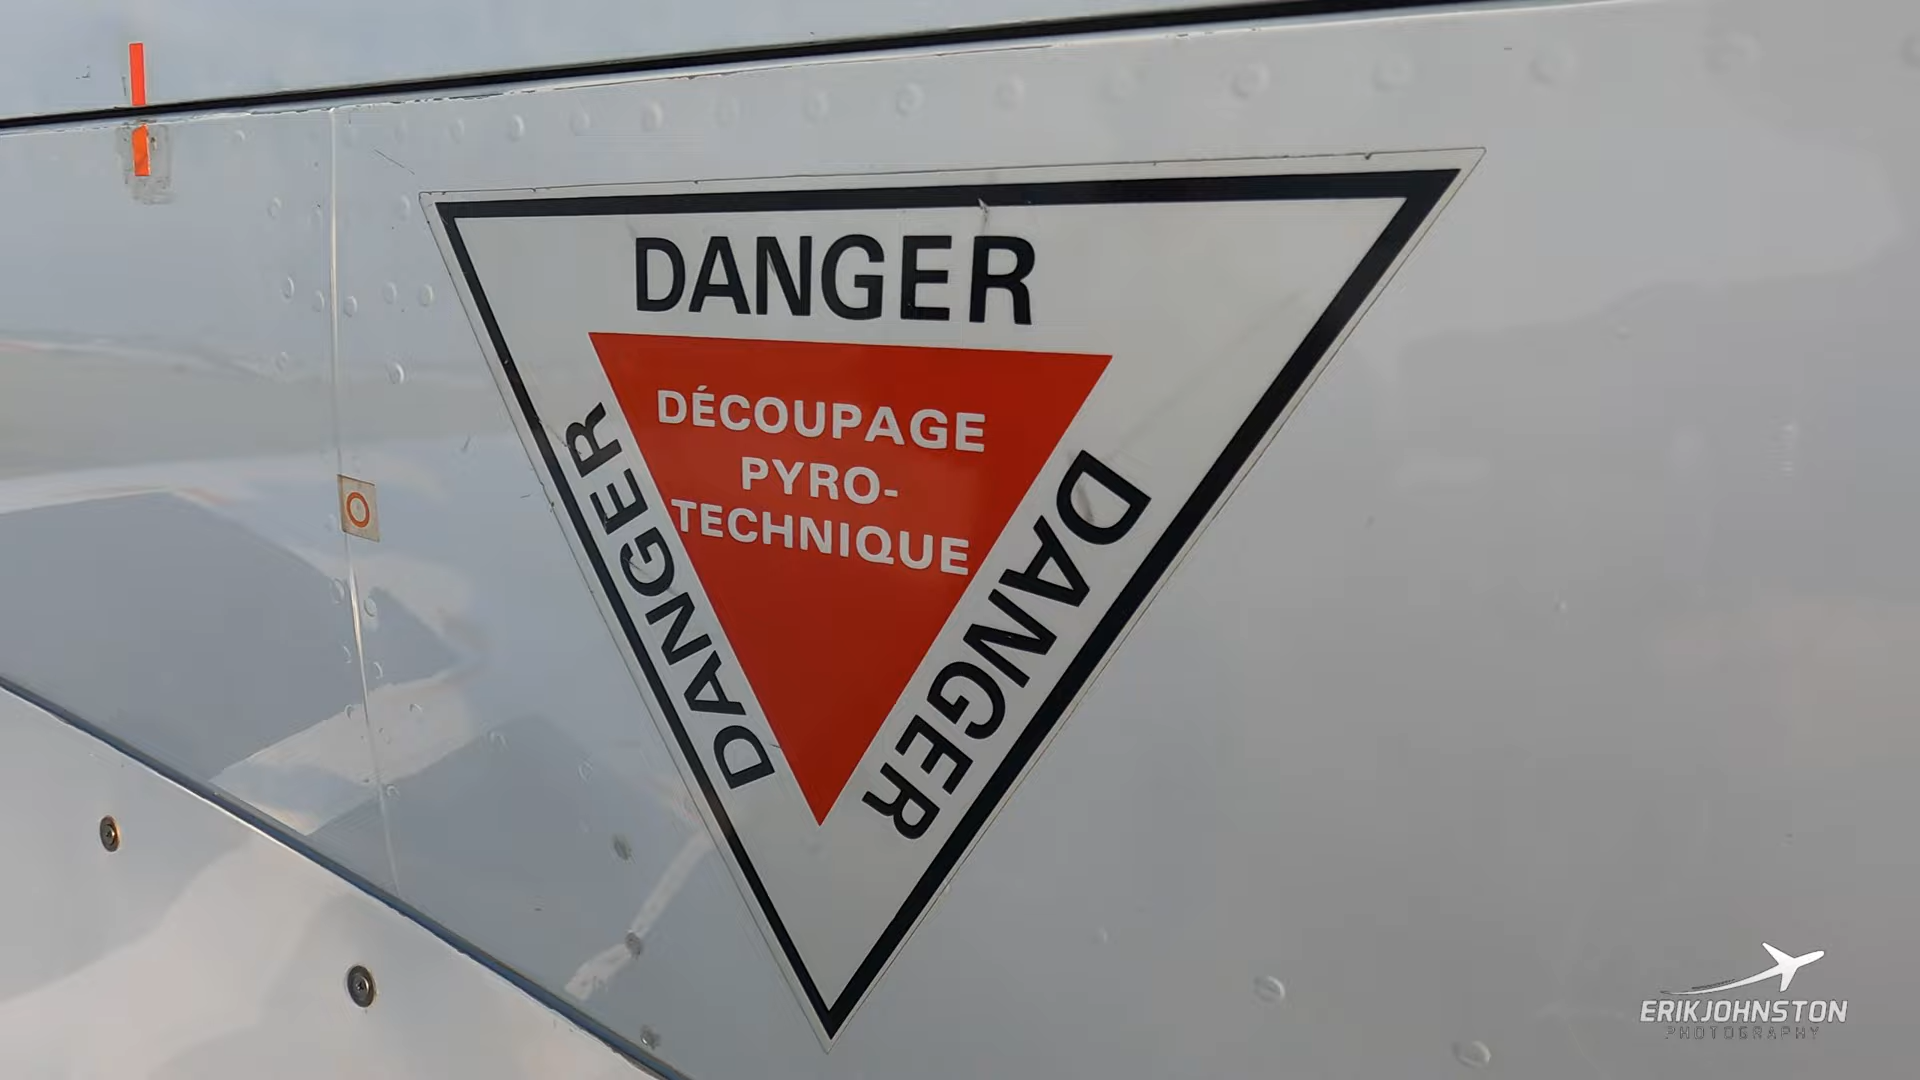 DANGER
DÉCOUPAGE
PYRO-
TECHNIQUE
DANGER
DANGER
ERIKJOHNSTON
PHOTOGRAPHY